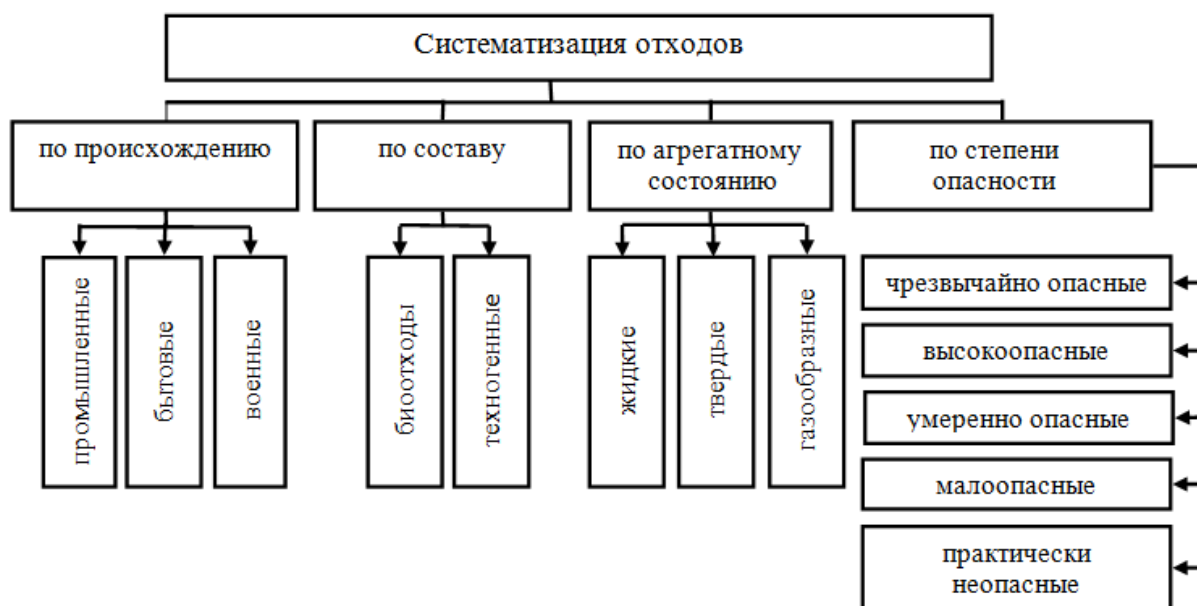 Систематизация отходов
по происхождению
по составу
по агрегатному
состоянию
по степени
опасности
промышленные
бытовые
военные
биоотходы
техногенные
жидкие
твердые
газообразные
чрезвычайно опасные
высокоопасные
умеренно опасные
малоопасные
практически
неопасные